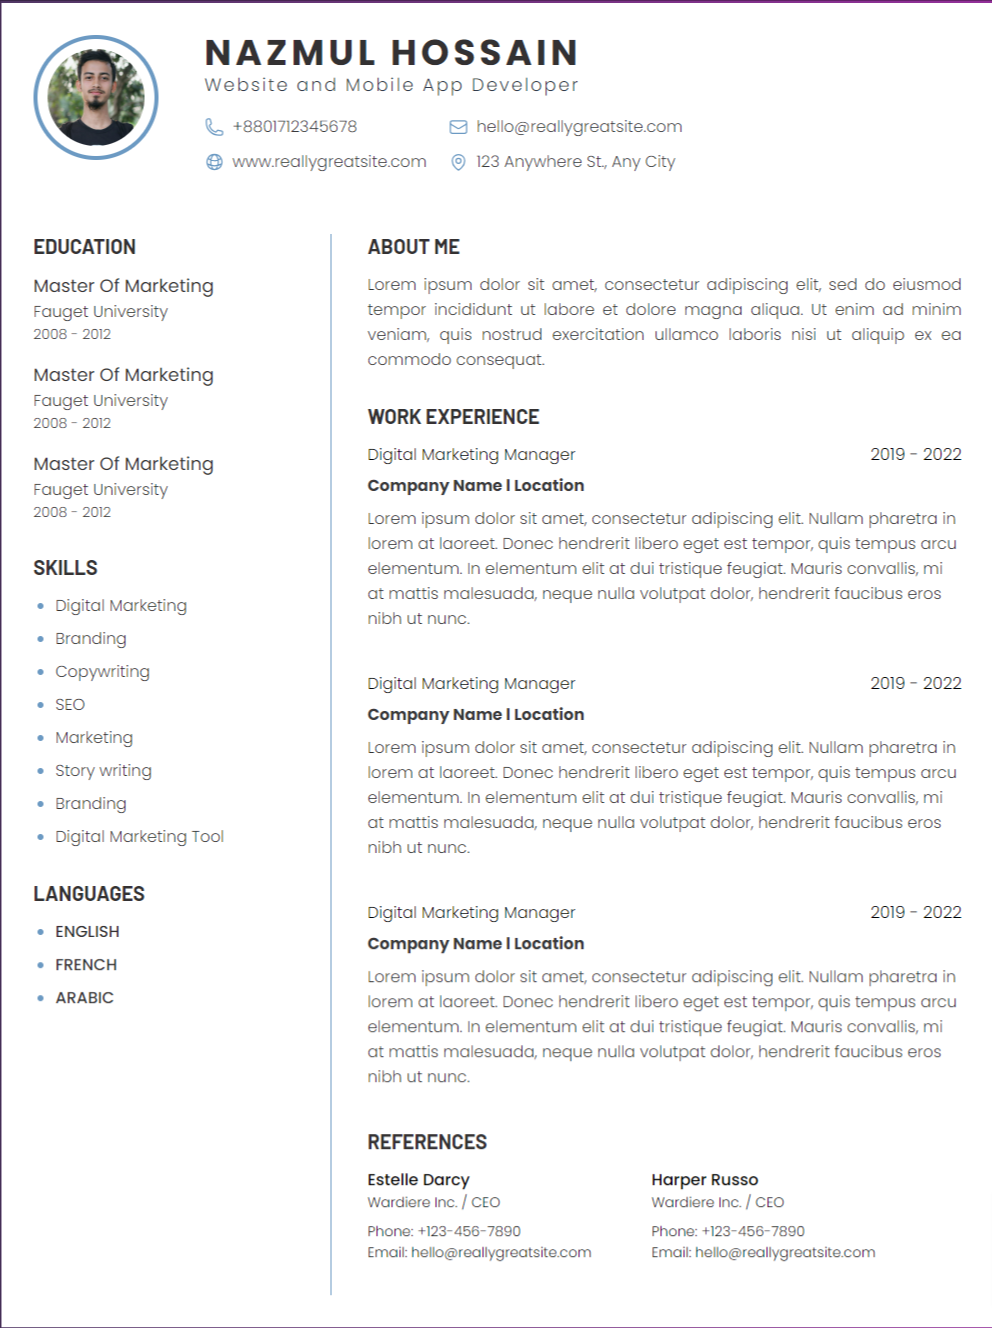 NAZMUL HOSSAIN
Website and Mobile App Developer
+8801712345678
hello@reallygreatsite.com
www.reallygreatsite.com
123 Anywhere St., Any City
EDUCATION
Master Of Marketing
Fauget University
2008 - 2012
Master Of Marketing
Fauget University
2008 - 2012
Master Of Marketing
Fauget University
2008 - 2012
SKILLS
Digital Marketing
Branding
Copywriting
SEO
Marketing
Story writing
Branding
Digital Marketing Tool
LANGUAGES
ENGLISH
FRENCH
ARABIC
ABOUT ME
Lorem ipsum dolor sit amet, consectetur adipiscing elit, sed do eiusmod
tempor incididunt ut labore et dolore magna aliqua. Ut enim ad minim
veniam, quis nostrud exercitation ullamco laboris nisi ut aliquip ex ea
commodo consequat.
WORK EXPERIENCE
Digital Marketing Manager 2019 - 2022
Company Name l Location
Lorem ipsum dolor sit amet, consectetur adipiscing elit. Nullam pharetra in
lorem at laoreet. Donec hendrerit libero eget est tempor, quis tempus arcu
elementum. In elementum elit at dui tristique feugiat. Mauris convallis, mi
at mattis malesuada, neque nulla volutpat dolor, hendrerit faucibus eros
nibh ut nunc.
Digital Marketing Manager 2019 - 2022
Company Name l Location
Lorem ipsum dolor sit amet, consectetur adipiscing elit. Nullam pharetra in
lorem at laoreet. Donec hendrerit libero eget est tempor, quis tempus arcu
elementum. In elementum elit at dui tristique feugiat. Mauris convallis, mi
at mattis malesuada, neque nulla volutpat dolor, hendrerit faucibus eros
nibh ut nunc.
Digital Marketing Manager 2019 - 2022
Company Name l Location
Lorem ipsum dolor sit amet, consectetur adipiscing elit. Nullam pharetra in
lorem at laoreet. Donec hendrerit libero eget est tempor, quis tempus arcu
elementum. In elementum elit at dui tristique feugiat. Mauris convallis, mi
at mattis malesuada, neque nulla volutpat dolor, hendrerit faucibus eros
nibh ut nunc.
REFERENCES
Estelle Darcy
Wardiere Inc. / CEO
Phone: +123-456-7890
Email: hello@reallygreatsite.com
Harper Russo
Wardiere Inc. / CEO
Phone: +123-456-7890
Email: hello@reallygreatsite.com